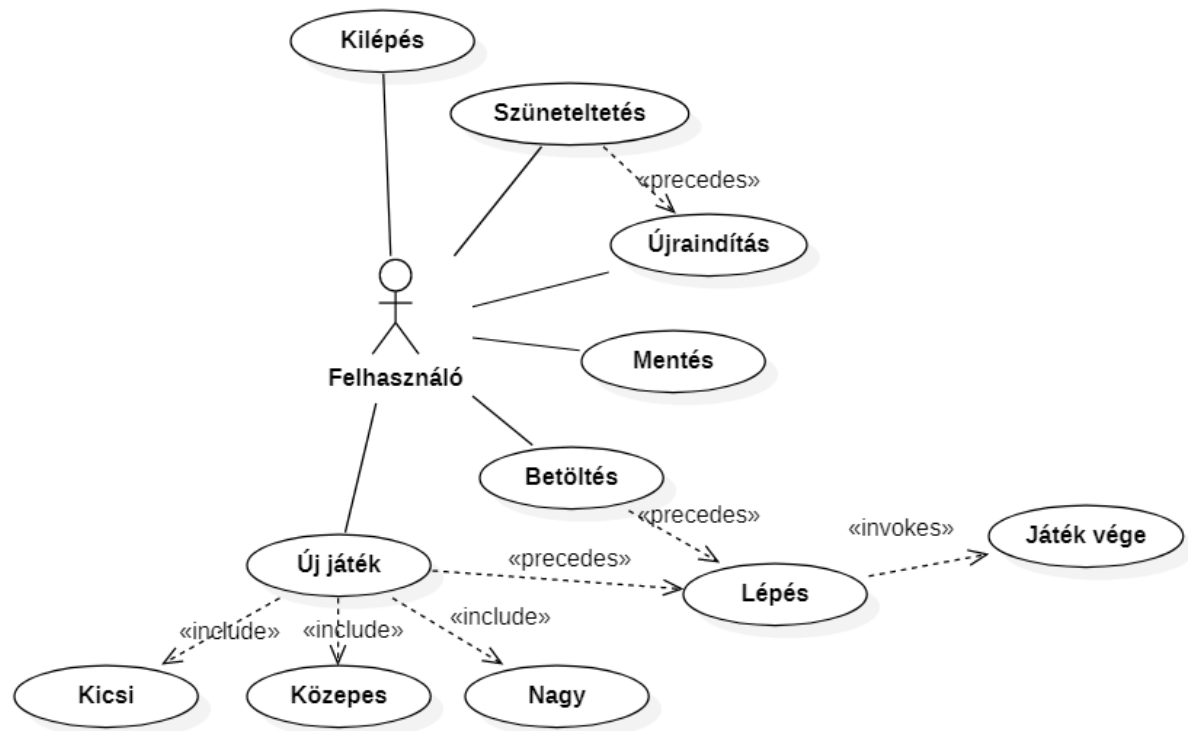 Kilépés
Szüneteltetés
«precedes»
Újraindítás
Mentés
Felhasználó
Betöltés
«precedes»
«invokes»
Játék vége
Új játék
«precedes»
Lépés
«include»
«include»
«include»
Kicsi
Közepes
Nagy